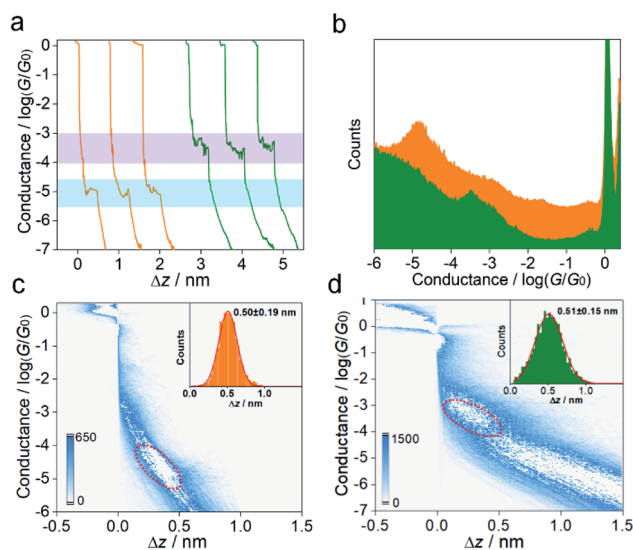 a
Conductance / log(G/G0)
0
-1
-2
-3
-4
-5
-6
-7
0 1 2 3 4 5
Δz / nm
b
Counts
-6 -5 -4 -3 -2 -1 0
Conductance / log(G/G0)
c
Conductance / log(G/G0)
0
-1
-2
-3
-4
-5
-6
650
0
-0.5 0.0 0.5 1.0 1.5
Δz / nm
0.50±0.19 nm
Counts
0.0 0.5 1.0
Δz / nm
d
Conductance / log(G/G0)
1
0
-1
-2
-3
-4
-5
-6
-7
1500
0
-0.5 0.0 0.5 1.0 1.5
Δz / nm
0.51±0.15 nm
Counts
0.0 0.5 1.0
Δz / nm